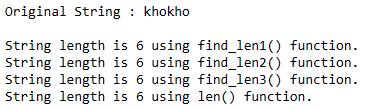 Original String : khokho
String length is 6 using find_len1() function.
String length is 6 using find_len2() function.
String length is 6 using find_len3() function.
String length is 6 using len() function.